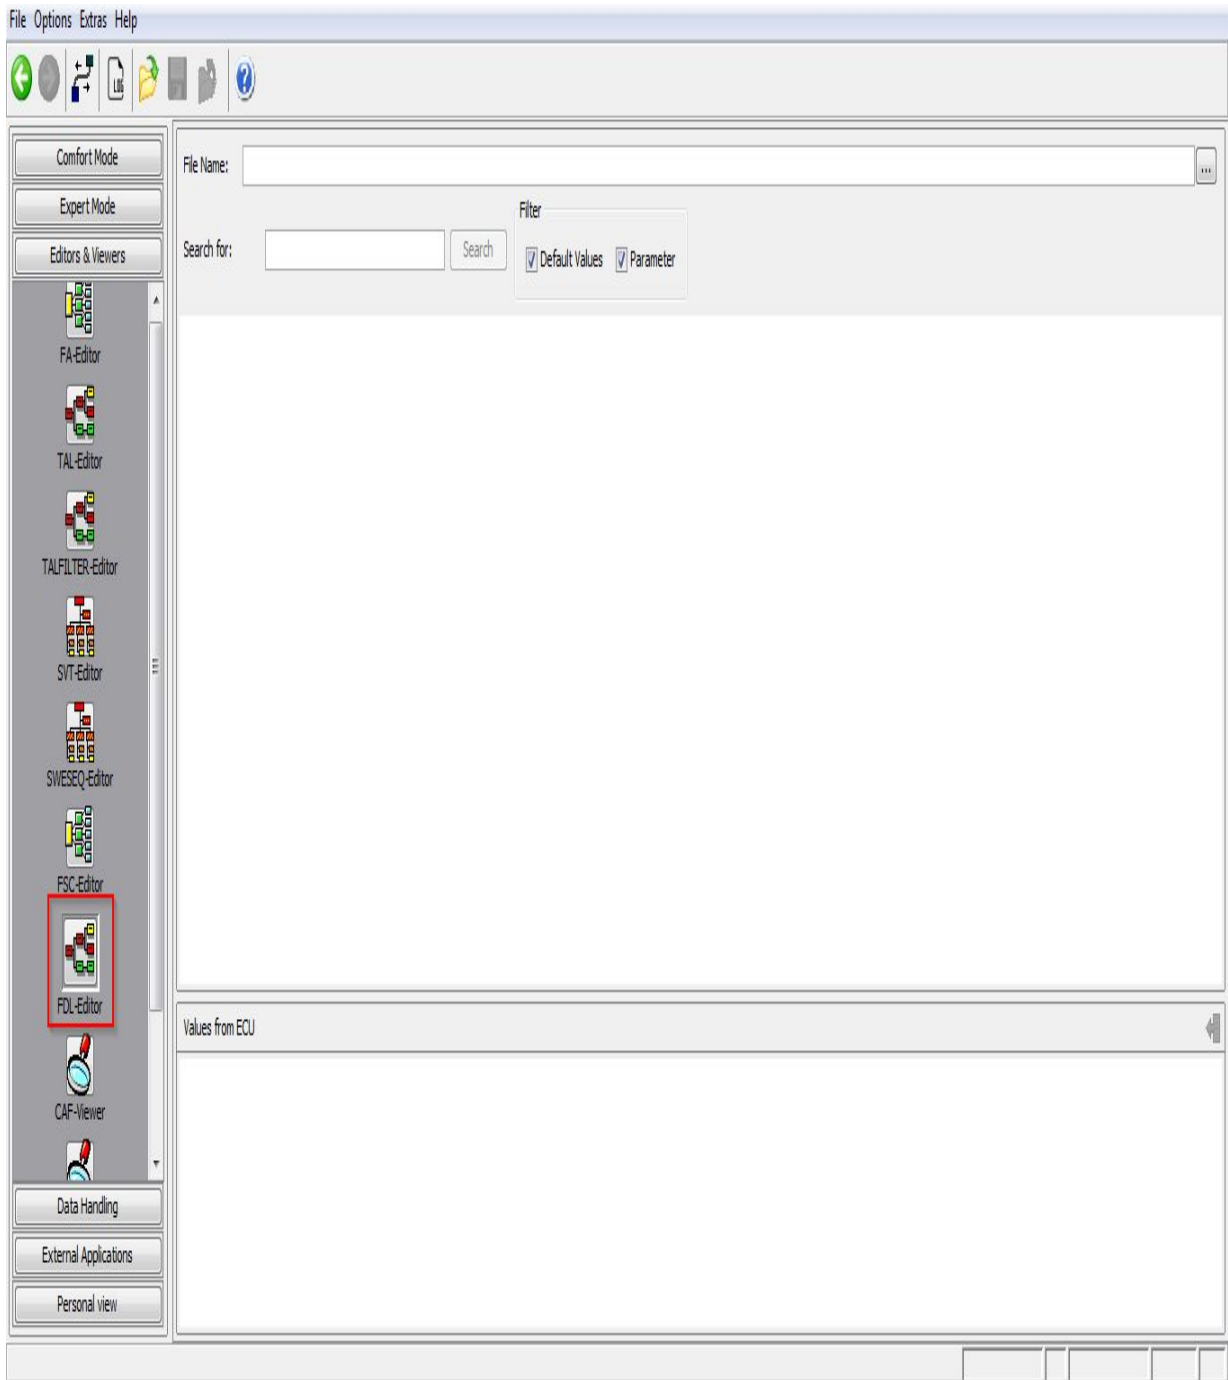 File Options Extras Help
LOG
Comfort Mode
Expert Mode
Editors & Viewers
FA-Editor
TAL-Editor
TALFILTER-Editor
SVT-Editor
SWESEQ-Editor
FSC-Editor
FDL-Editor
CAF-Viewer
Data Handling
External Applications
Personal view
File Name:
...
Search for:
Search
Filter
Default Values Parameter
Values from ECU